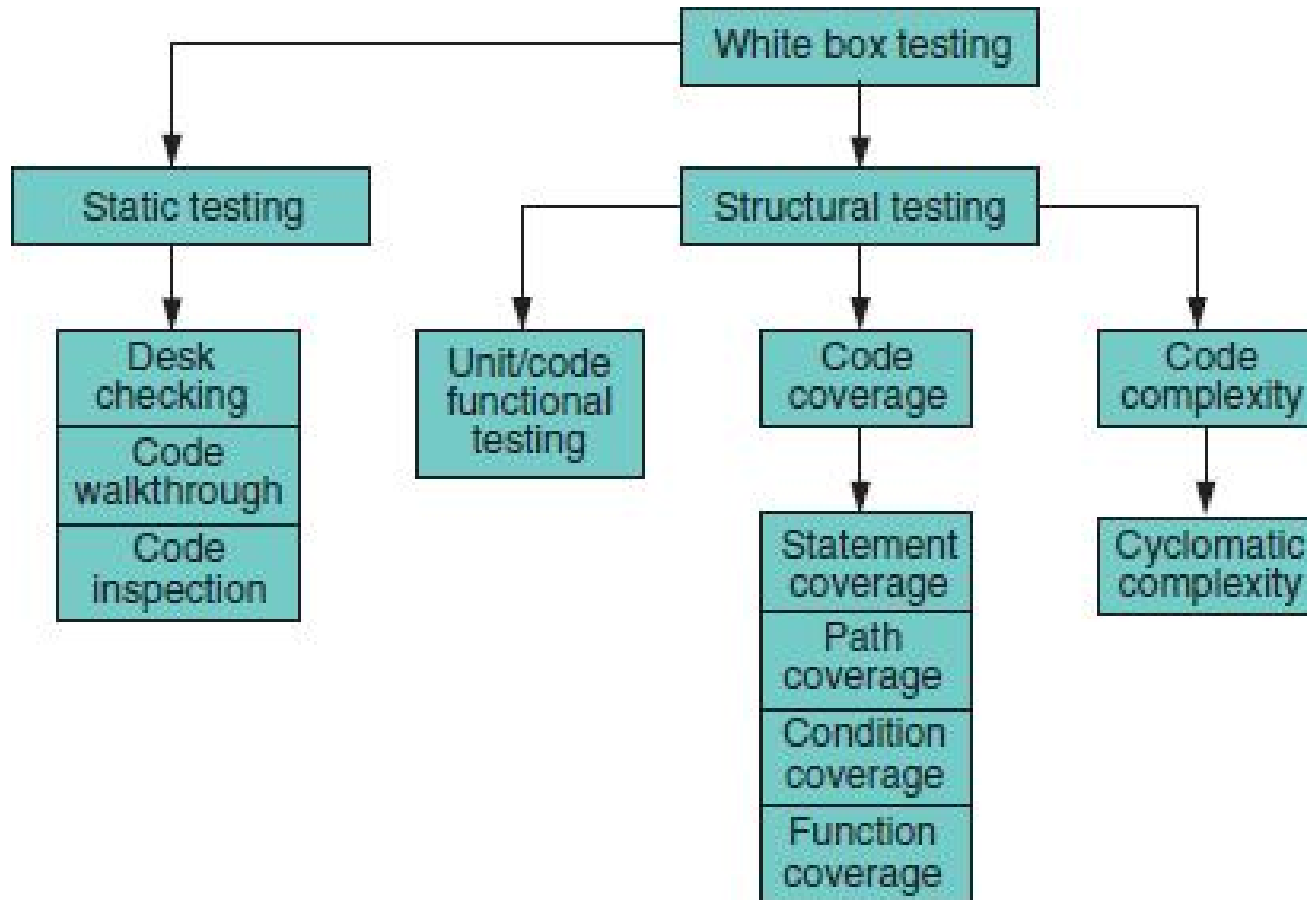 White box testing
Static testing
Structural testing
Desk
checking
Code
walkthrough
Code
inspection
Unit/code
functional
testing
Code
coverage
Statement
coverage
Path
coverage
Condition
coverage
Function
coverage
Code
complexity
Cyclomatic
complexity